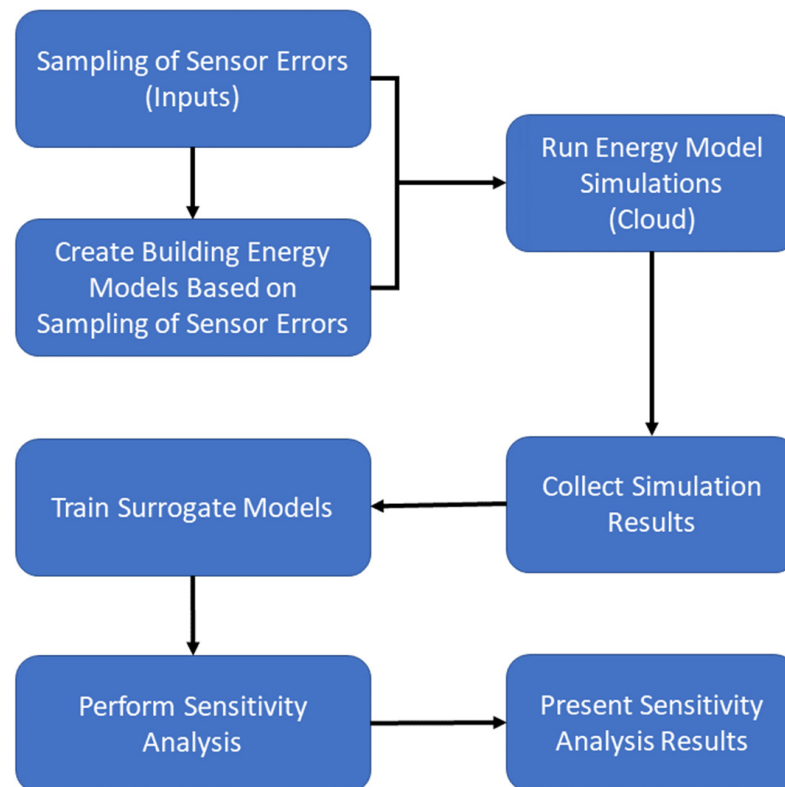 Sampling of Sensor Errors
(Inputs)
Create Building Energy
Models Based on
Sampling of Sensor Errors
Run Energy Model
Simulations
(Cloud)
Collect Simulation
Results
Train Surrogate Models
Perform Sensitivity
Analysis
Present Sensitivity
Analysis Results